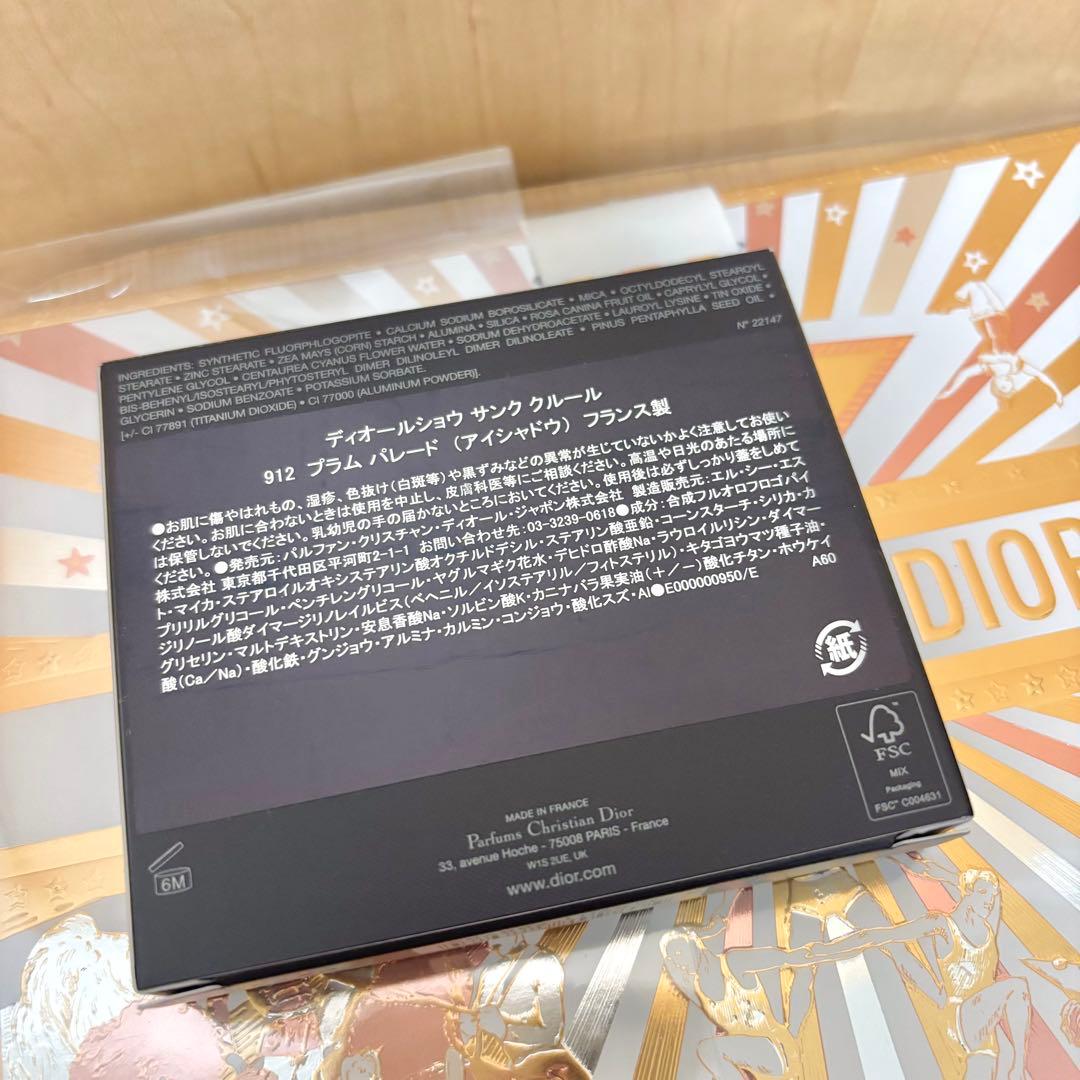 INGREDIENTS: SYNTHETIC FLUORPHLOGOPITE • CALCIUM SODIUM BOROSILICATE • MICA • OCTYLDODECYL STEAROYL
STEARATE • ZINC STEARATE • ZEA MAYS (CORN) STARCH • ALUMINA • SILICA • ROSA CANINA FRUIT OIL • CAPRYLYL GLYCOL •
PENTYLENE GLYCOL • CENTAUREA CYANUS FLOWER WATER • SODIUM DEHYDROACETATE • LAUROYL LYSINE • TIN OXIDE •
BIS-BEHENYL/ISOSTEARYL/PHYTOSTERYL DIMER DILINOLEYL DIMER DILINOLEATE • PINUS PENTAPHYLLA SEED OIL •
GLYCERIN • SODIUM BENZOATE • POTASSIUM SORBATE.
[+/- CI 77891 (TITANIUM DIOXIDE) • CI 77000 (ALUMINUM POWDER)].
N° 22147
ディオールショウ サンク クルール
912 プラム パレード (アイシャドウ) フランス製
●お肌に傷やはれもの、湿疹、色抜け(白斑等)や黒ずみなどの異常が生じていないかよく注意してお使い
ください。お肌に合わないときは使用を中止し、皮膚科医等にご相談ください。高温や日光のあたる場所に
は保管しないでください。乳幼児の手の届かないところにおいてください。使用後は必ずしっかり蓋をしめて
ください。●発売元:パルファン・クリスチャン・ディオール・ジャポン株式会社 製造販売元:エル・シー・エス
株式会社 東京都千代田区平河町2-1-1 お問い合わせ先:03-3239-0618●成分:合成フルオロフロゴパイ
ト・マイカ・ステアロイルオキシステアリン酸オクチルドデシル・ステアリン酸亜鉛・コーンスターチ・シリカ・カ
プリリルグリコール・ペンチレングリコール・ヤグルマギク花水・デヒドロ酢酸Na・ラウロイルリシン・ダイマー
ジリノール酸ダイマージリノレイルビス(ベヘニル/イソステアリル/フィトステリル)・キタゴヨウマツ種子油・
グリセリン・マルトデキストリン・安息香酸Na・ソルビン酸K・カニナバラ果実油(+/-)酸化チタン・ホウケイ
酸(Ca/Na)・酸化鉄・グンジョウ・アルミナ・カルミン・コンジョウ・酸化スズ・Al●E000000950/E
A60
紙
FSC
MIX
Packaging
FSC™ C004631
MADE IN FRANCE
Parfums Christian Dior
33, avenue Hoche - 75008 PARIS - France
W1S 2UE, UK
www.dior.com
6M
DIOR